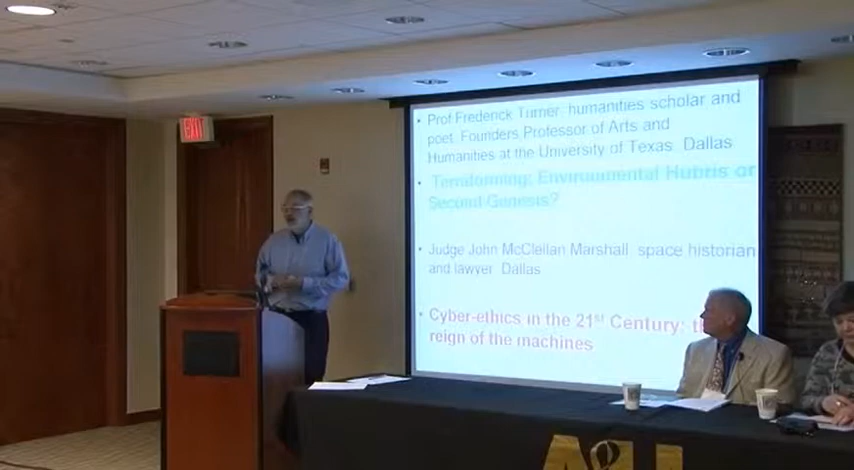 EXIT
• Prof Frederick Turner, humanities scholar and
poet. Founders Professor of Arts and
Humanities at the University of Texas, Dallas
• Terraforming: Environmental Hubris or
Second Genesis?
• Judge John McClellan Marshall, space historian
and lawyer, Dallas
• Cyber-ethics in the 21st Century: the
reign of the machines
A&